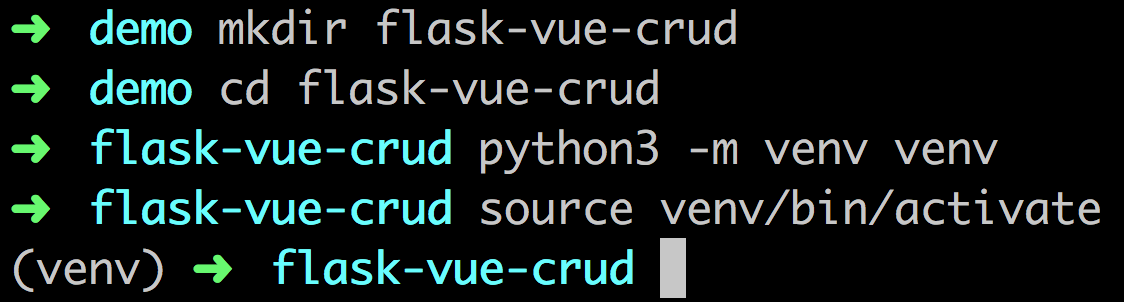 ➜ demo mkdir flask-vue-crud
➜ demo cd flask-vue-crud
➜ flask-vue-crud python3 -m venv venv
➜ flask-vue-crud source venv/bin/activate
(venv) ➜ flask-vue-crud